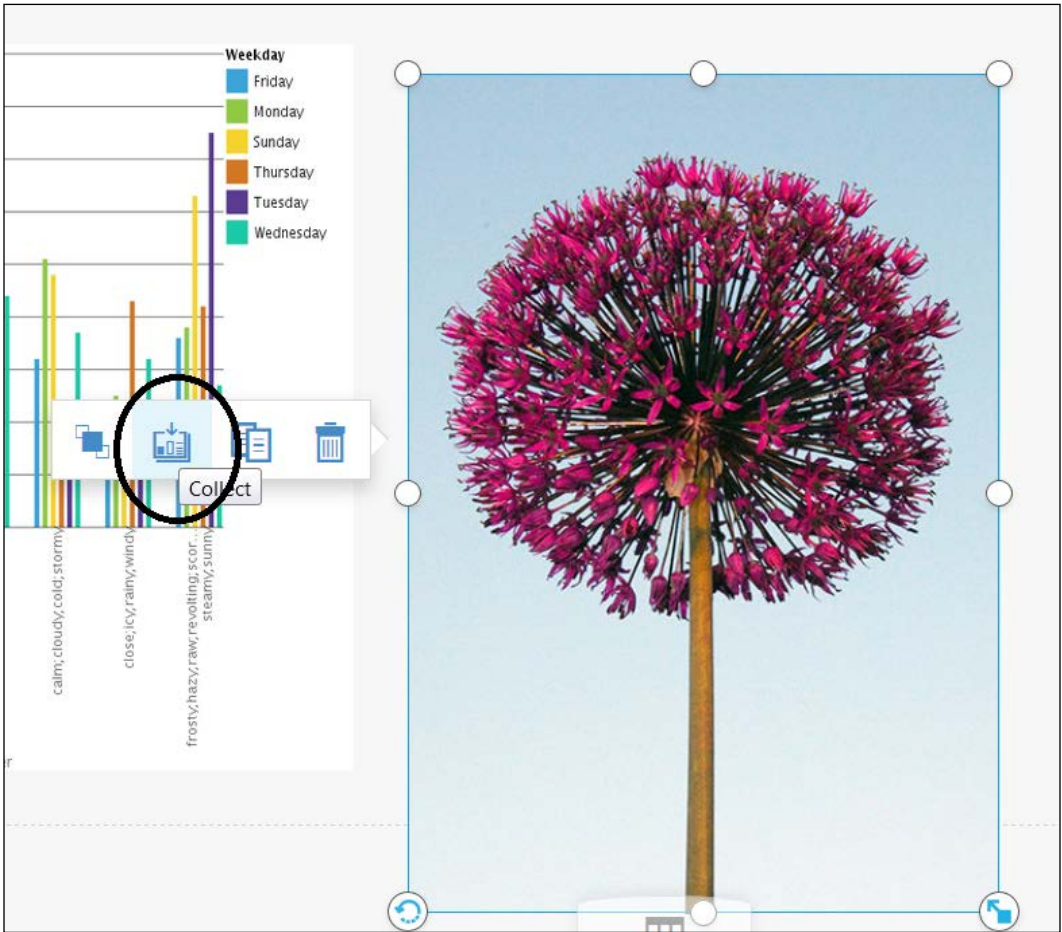 Weekday
Friday
Monday
Sunday
Thursday
Tuesday
Wednesday
Collect
calm;cloudy;cold;stormy
close;icy;rainy;windy
frosty;hazy;raw;revolting;scor...
steamy;sunny
er